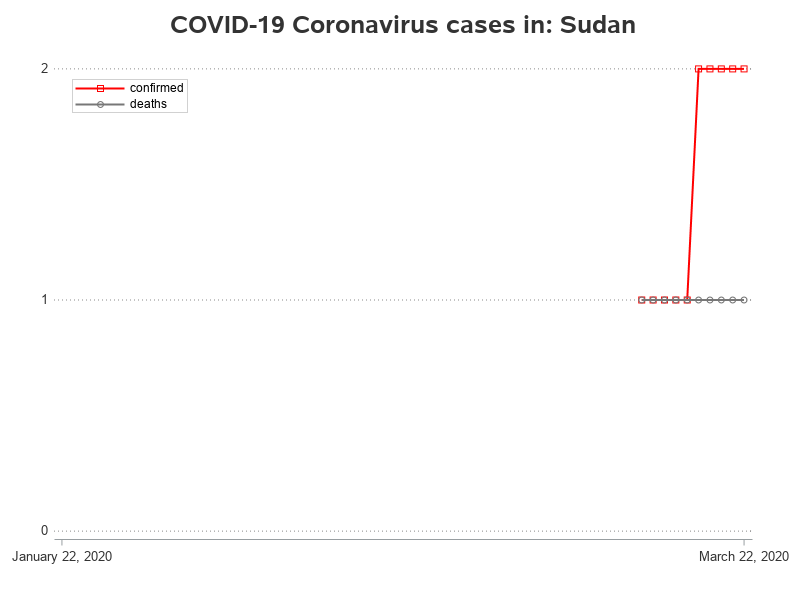 COVID-19 Coronavirus cases in: Sudan
2
confirmed
deaths
1
0
January 22, 2020
March 22, 2020